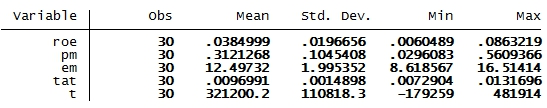 Variable | Obs Mean Std. Dev. Min Max
roe | 30 .0384999 .0196656 .0060489 .0863219
pm | 30 .3121268 .1045408 .0296083 .5609366
em | 30 12.49732 1.995352 8.618567 16.51414
tat | 30 .0096991 .0014898 .0072904 .0131696
t | 30 321200.2 110818.3 -179259 481914